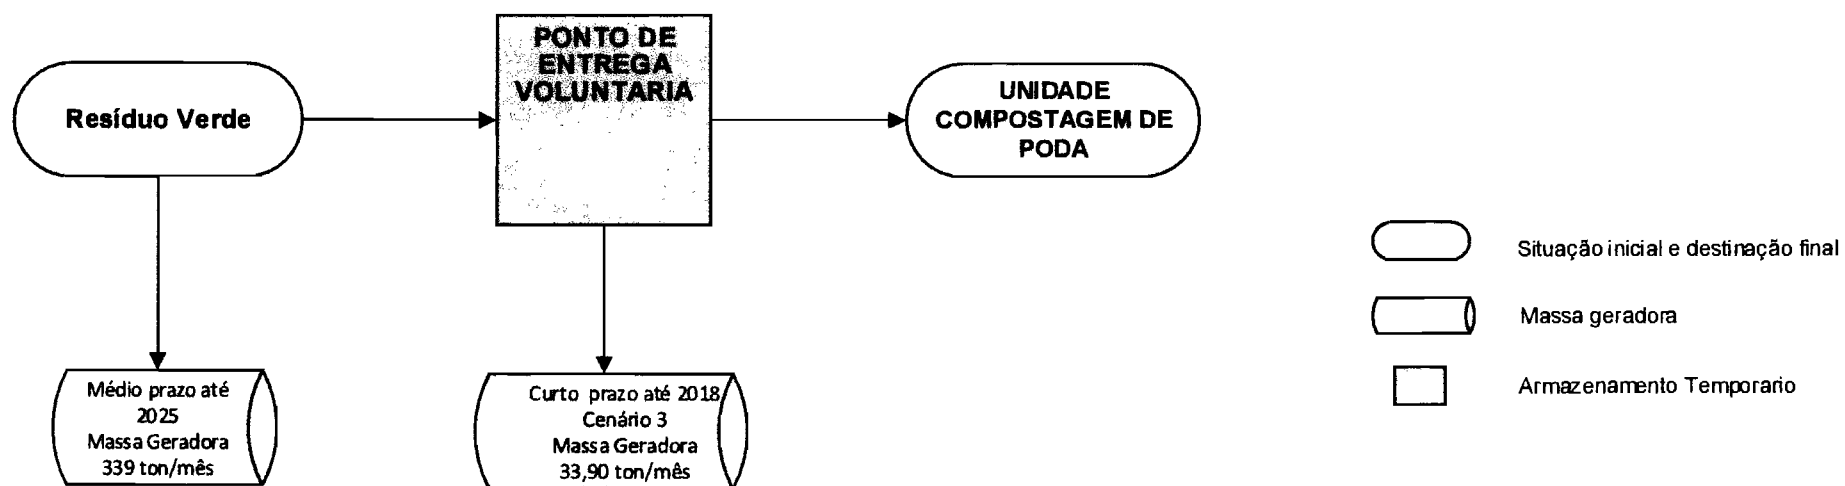 Resíduo Verde
PONTO DE
ENTREGA
VOLUNTARIA
UNIDADE
COMPOSTAGEM DE
PODA
Médio prazo até
2025
Massa Geradora
339 ton/mês
Curto prazo até 2018
Cenário 3
Massa Geradora
33,90 ton/mês
Situação inicial e destinação final
Massa geradora
Armazenamento Temporario